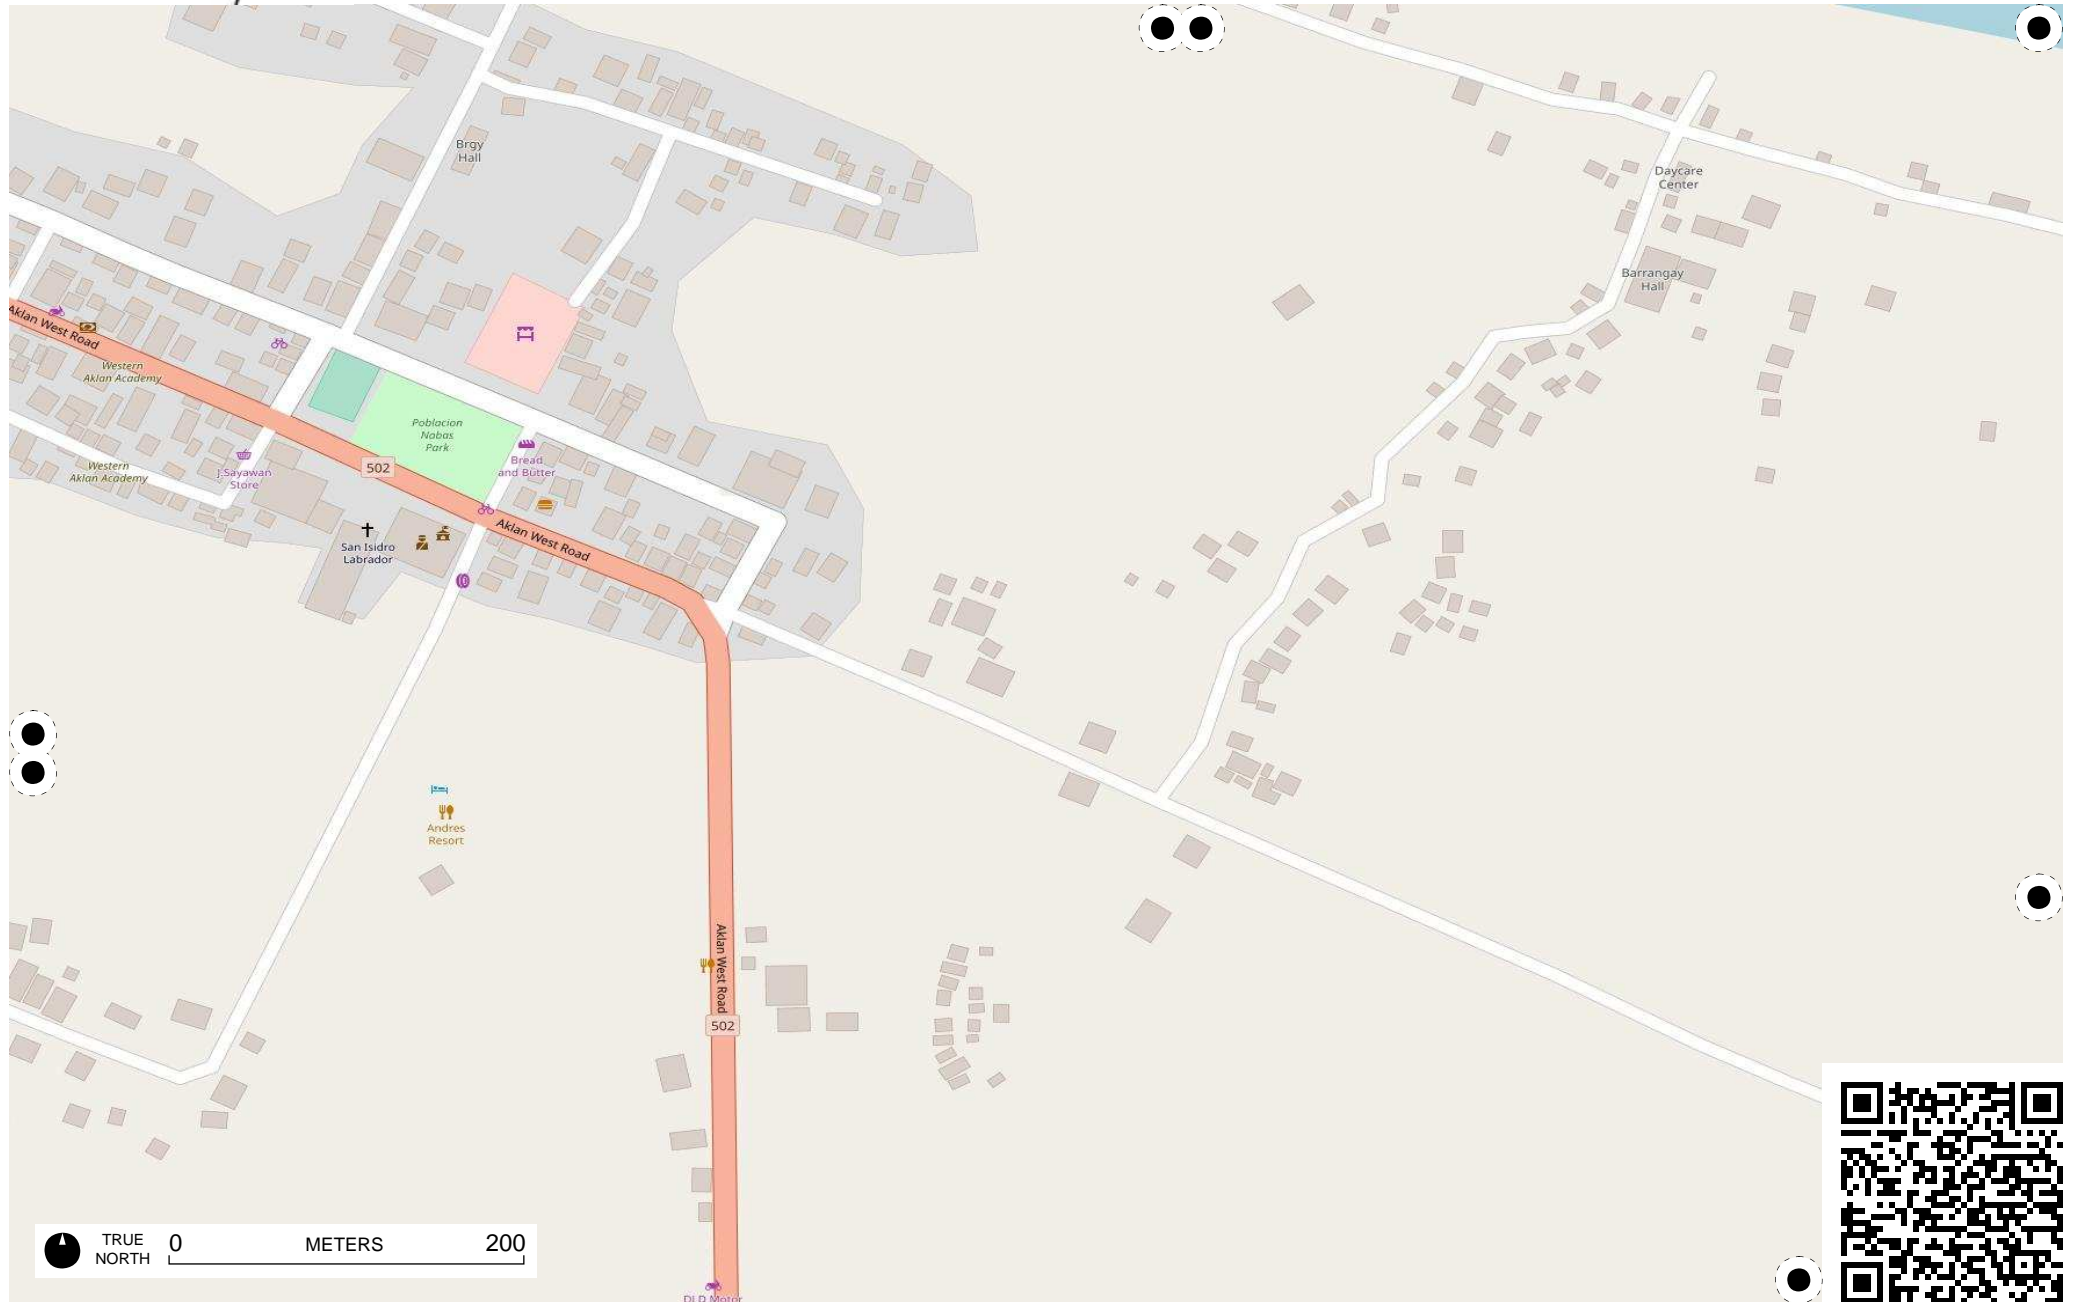 Brgy
Hall
Daycare
Center
Barrangay
Hall
Aklan West Road
Western
Aklan Academy
Poblacion
Nabas
Park
Bread
and Butter
502
Western
Aklan Academy
J.Sayawan
Store
Aklan West Road
San Isidro
Labrador
Andres
Resort
Aklan West Road
502
TRUE
NORTH
0 METERS 200
DLD Motor